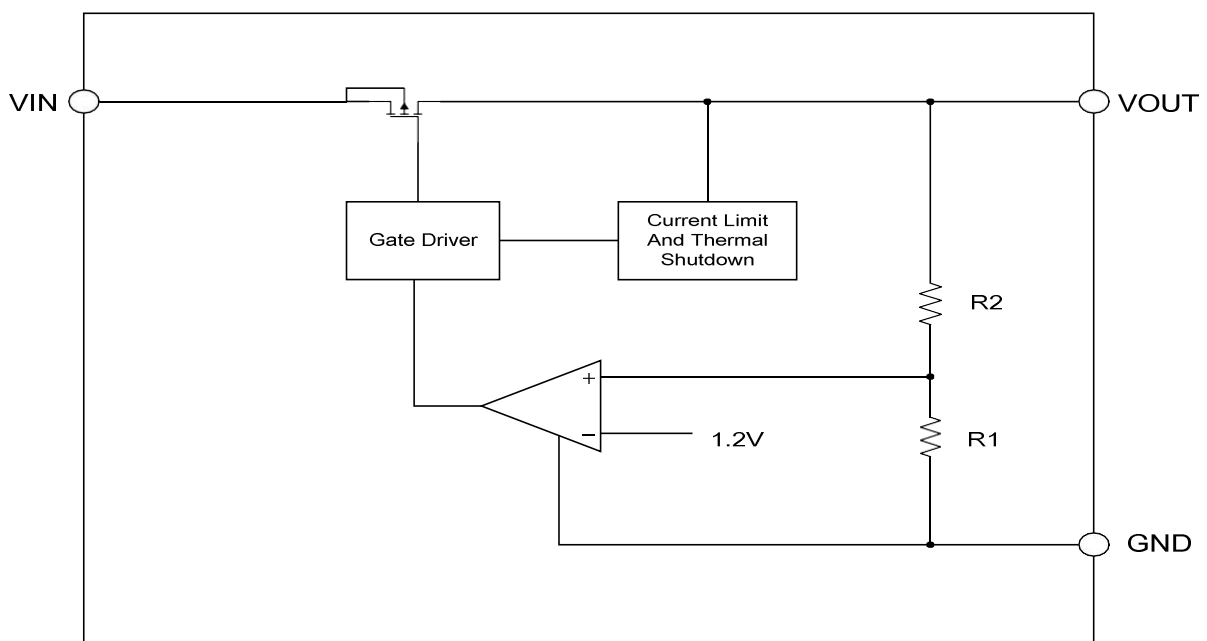 VIN
VOUT
Gate Driver
Current Limit
And Thermal
Shutdown
R2
+
−
1.2V
R1
GND